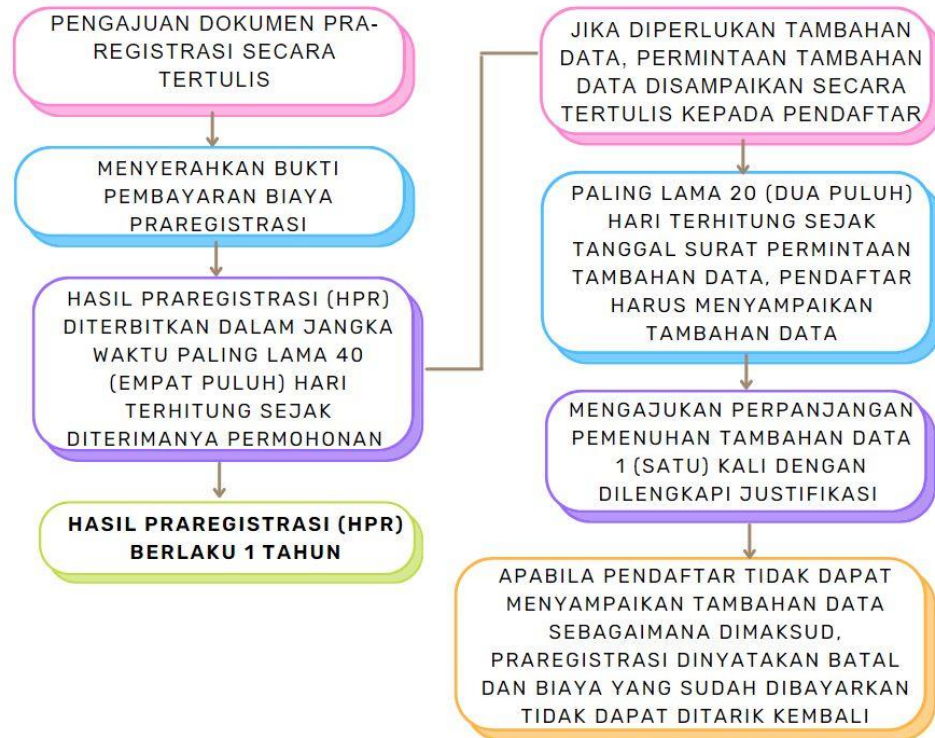 PENGAJUAN DOKUMEN PRA-
REGISTRASI SECARA
TERTULIS
MENYERAHKAN BUKTI
PEMBAYARAN BIAYA
PRAREGISTRASI
HASIL PRAREGISTRASI (HPR)
DITERBITKAN DALAM JANGKA
WAKTU PALING LAMA 40
(EMPAT PULUH) HARI
TERHITUNG SEJAK
DITERIMANYA PERMOHONAN
HASIL PRAREGISTRASI (HPR)
BERLAKU 1 TAHUN
JIKA DIPERLUKAN TAMBAHAN
DATA, PERMINTAAN TAMBAHAN
DATA DISAMPAIKAN SECARA
TERTULIS KEPADA PENDAFTAR
PALING LAMA 20 (DUA PULUH)
HARI TERHITUNG SEJAK
TANGGAL SURAT PERMINTAAN
TAMBAHAN DATA, PENDAFTAR
HARUS MENYAMPAIKAN
TAMBAHAN DATA
MENGAJUKAN PERPANJANGAN
PEMENUHAN TAMBAHAN DATA
1 (SATU) KALI DENGAN
DILENGKAPI JUSTIFIKASI
APABILA PENDAFTAR TIDAK DAPAT
MENYAMPAIKAN TAMBAHAN DATA
SEBAGAIMANA DIMAKSUD,
PRAREGISTRASI DINYATAKAN BATAL
DAN BIAYA YANG SUDAH DIBAYARKAN
TIDAK DAPAT DITARIK KEMBALI